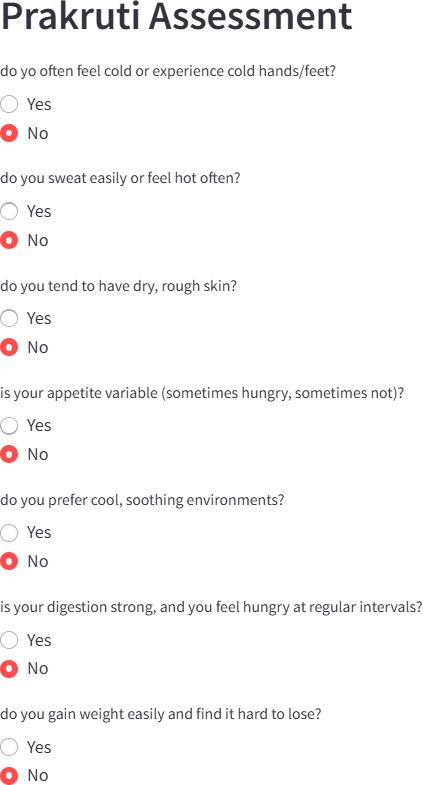 Prakruti Assessment
do yo often feel cold or experience cold hands/feet?
Yes
No
do you sweat easily or feel hot often?
Yes
No
do you tend to have dry, rough skin?
Yes
No
is your appetite variable (sometimes hungry, sometimes not)?
Yes
No
do you prefer cool, soothing environments?
Yes
No
is your digestion strong, and you feel hungry at regular intervals?
Yes
No
do you gain weight easily and find it hard to lose?
Yes
No